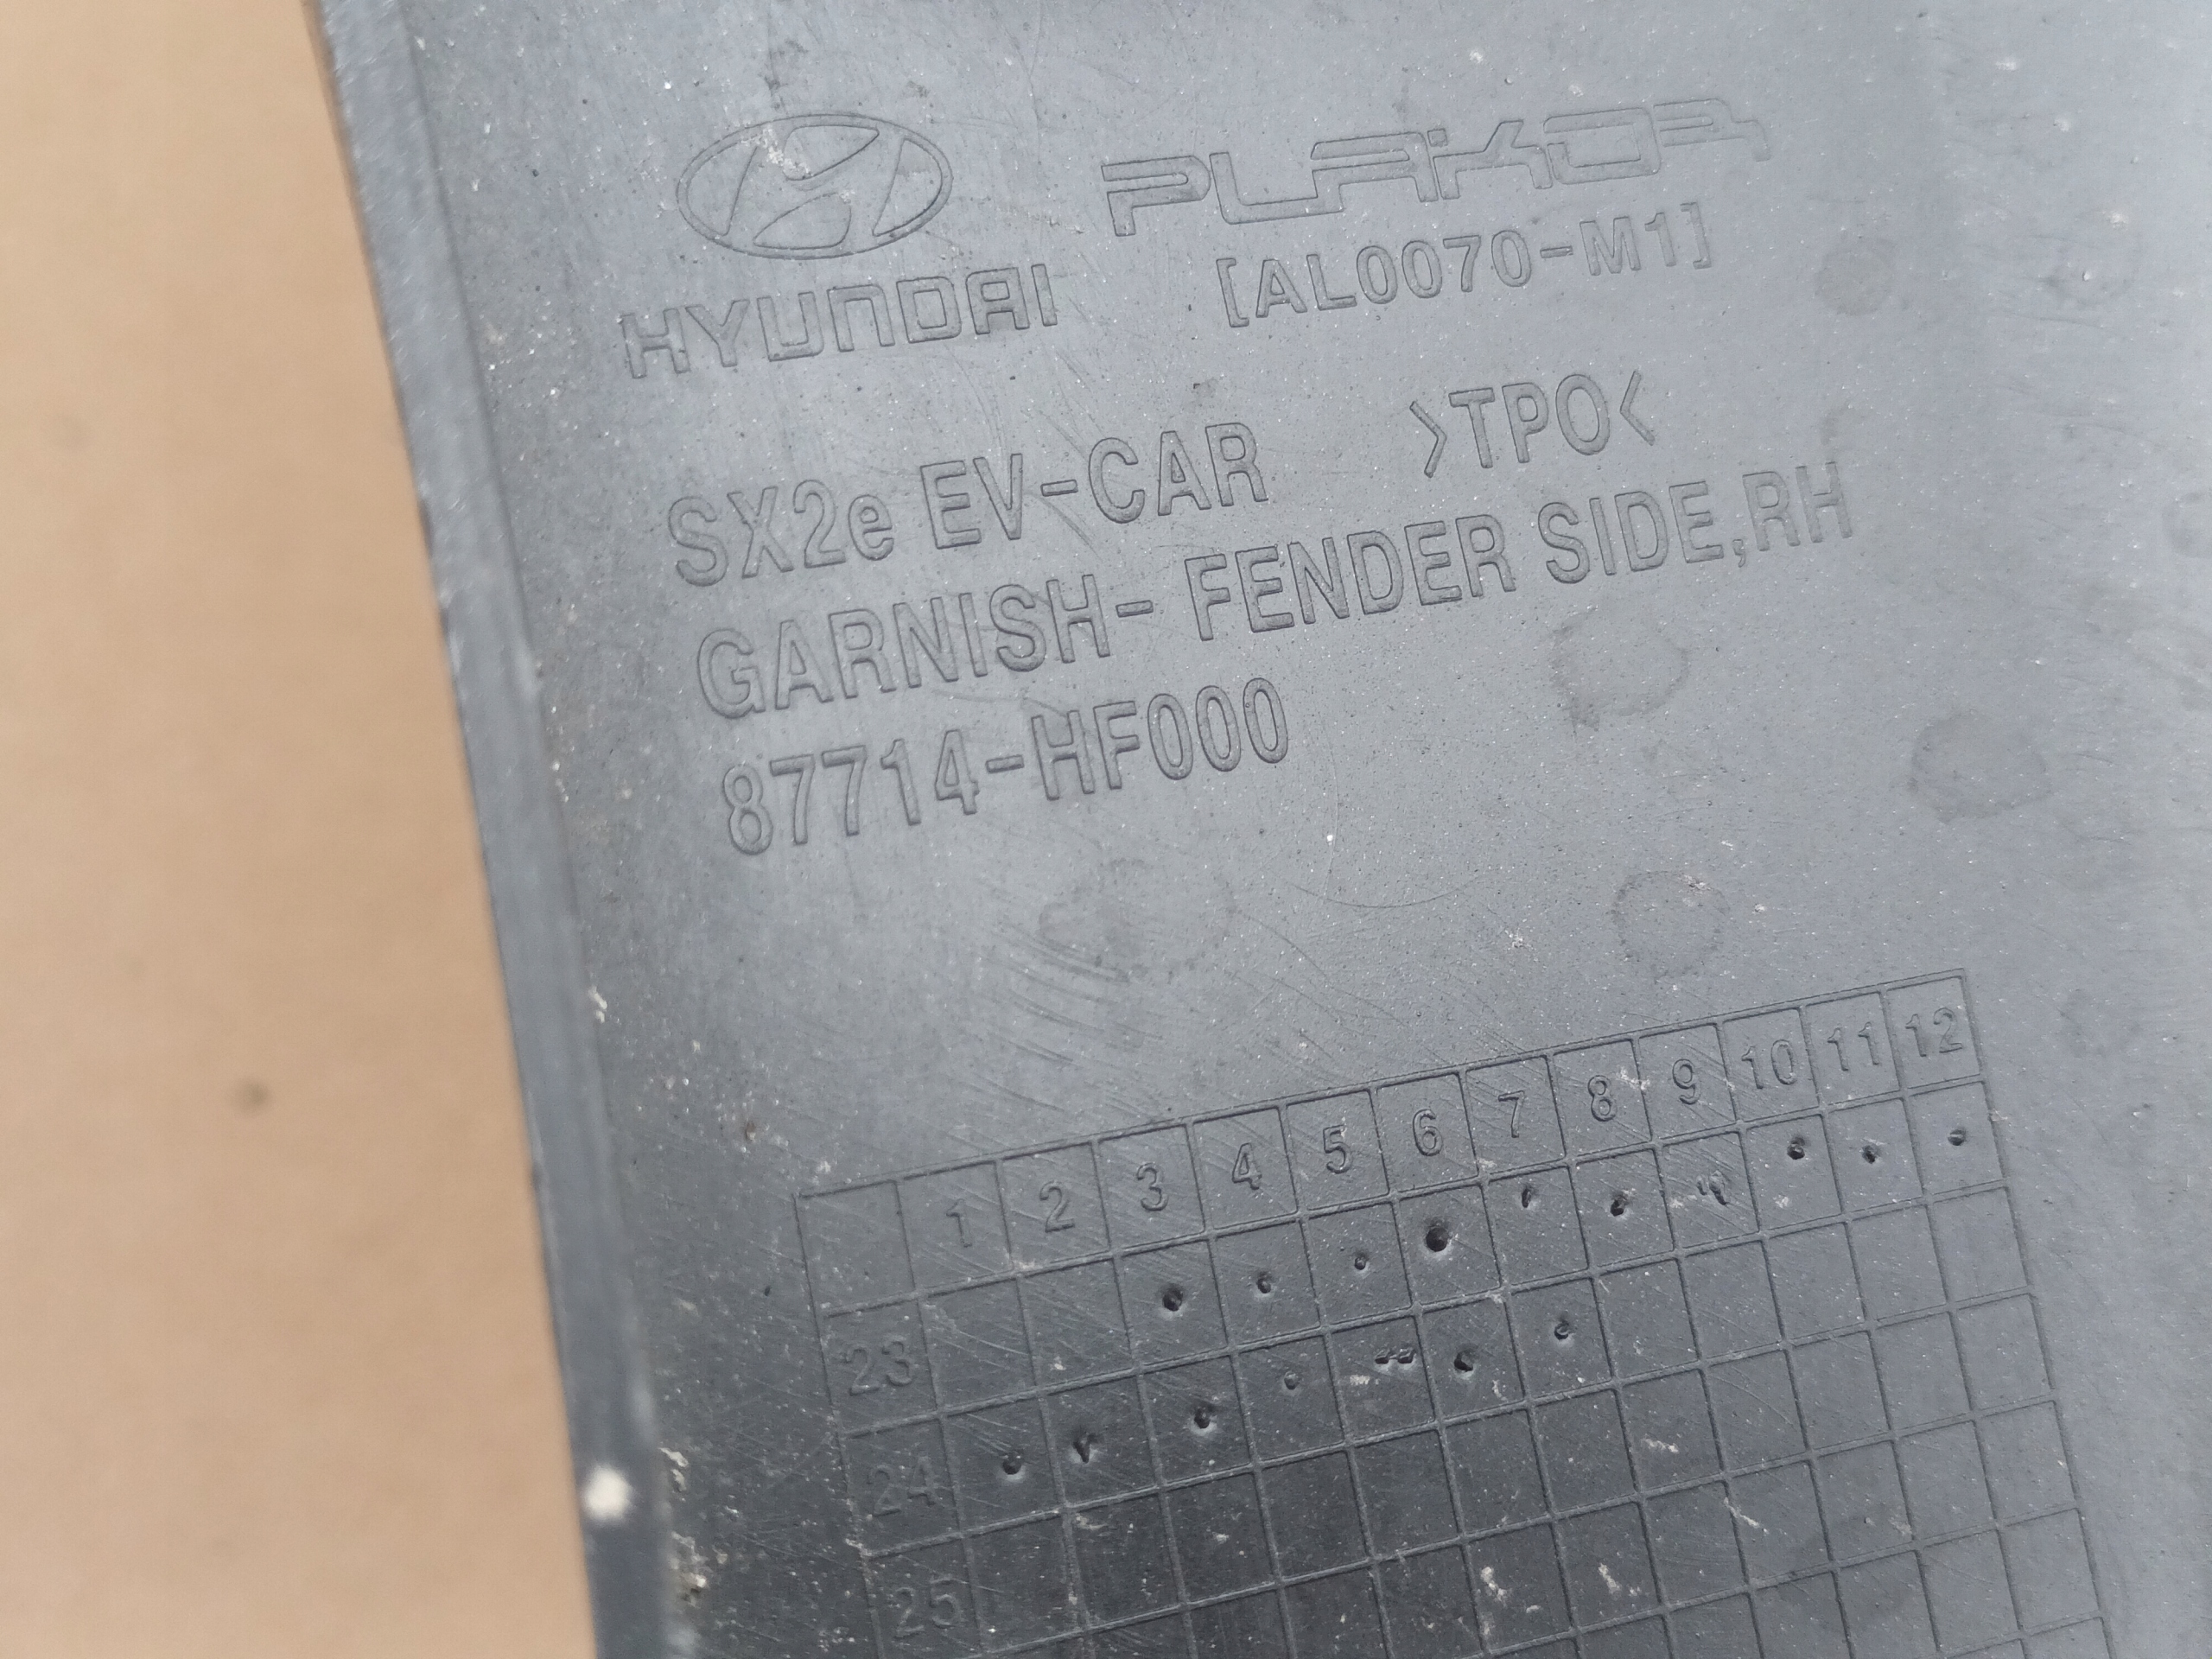 HYUNDAI
PLAKOR
[AL0070-M1]
SX2e EV-CAR >TPO<
GARNISH- FENDER SIDE,RH
87714-HF000
1 2 3 4 5 6 7 8 9 10 11 12
23
24
25